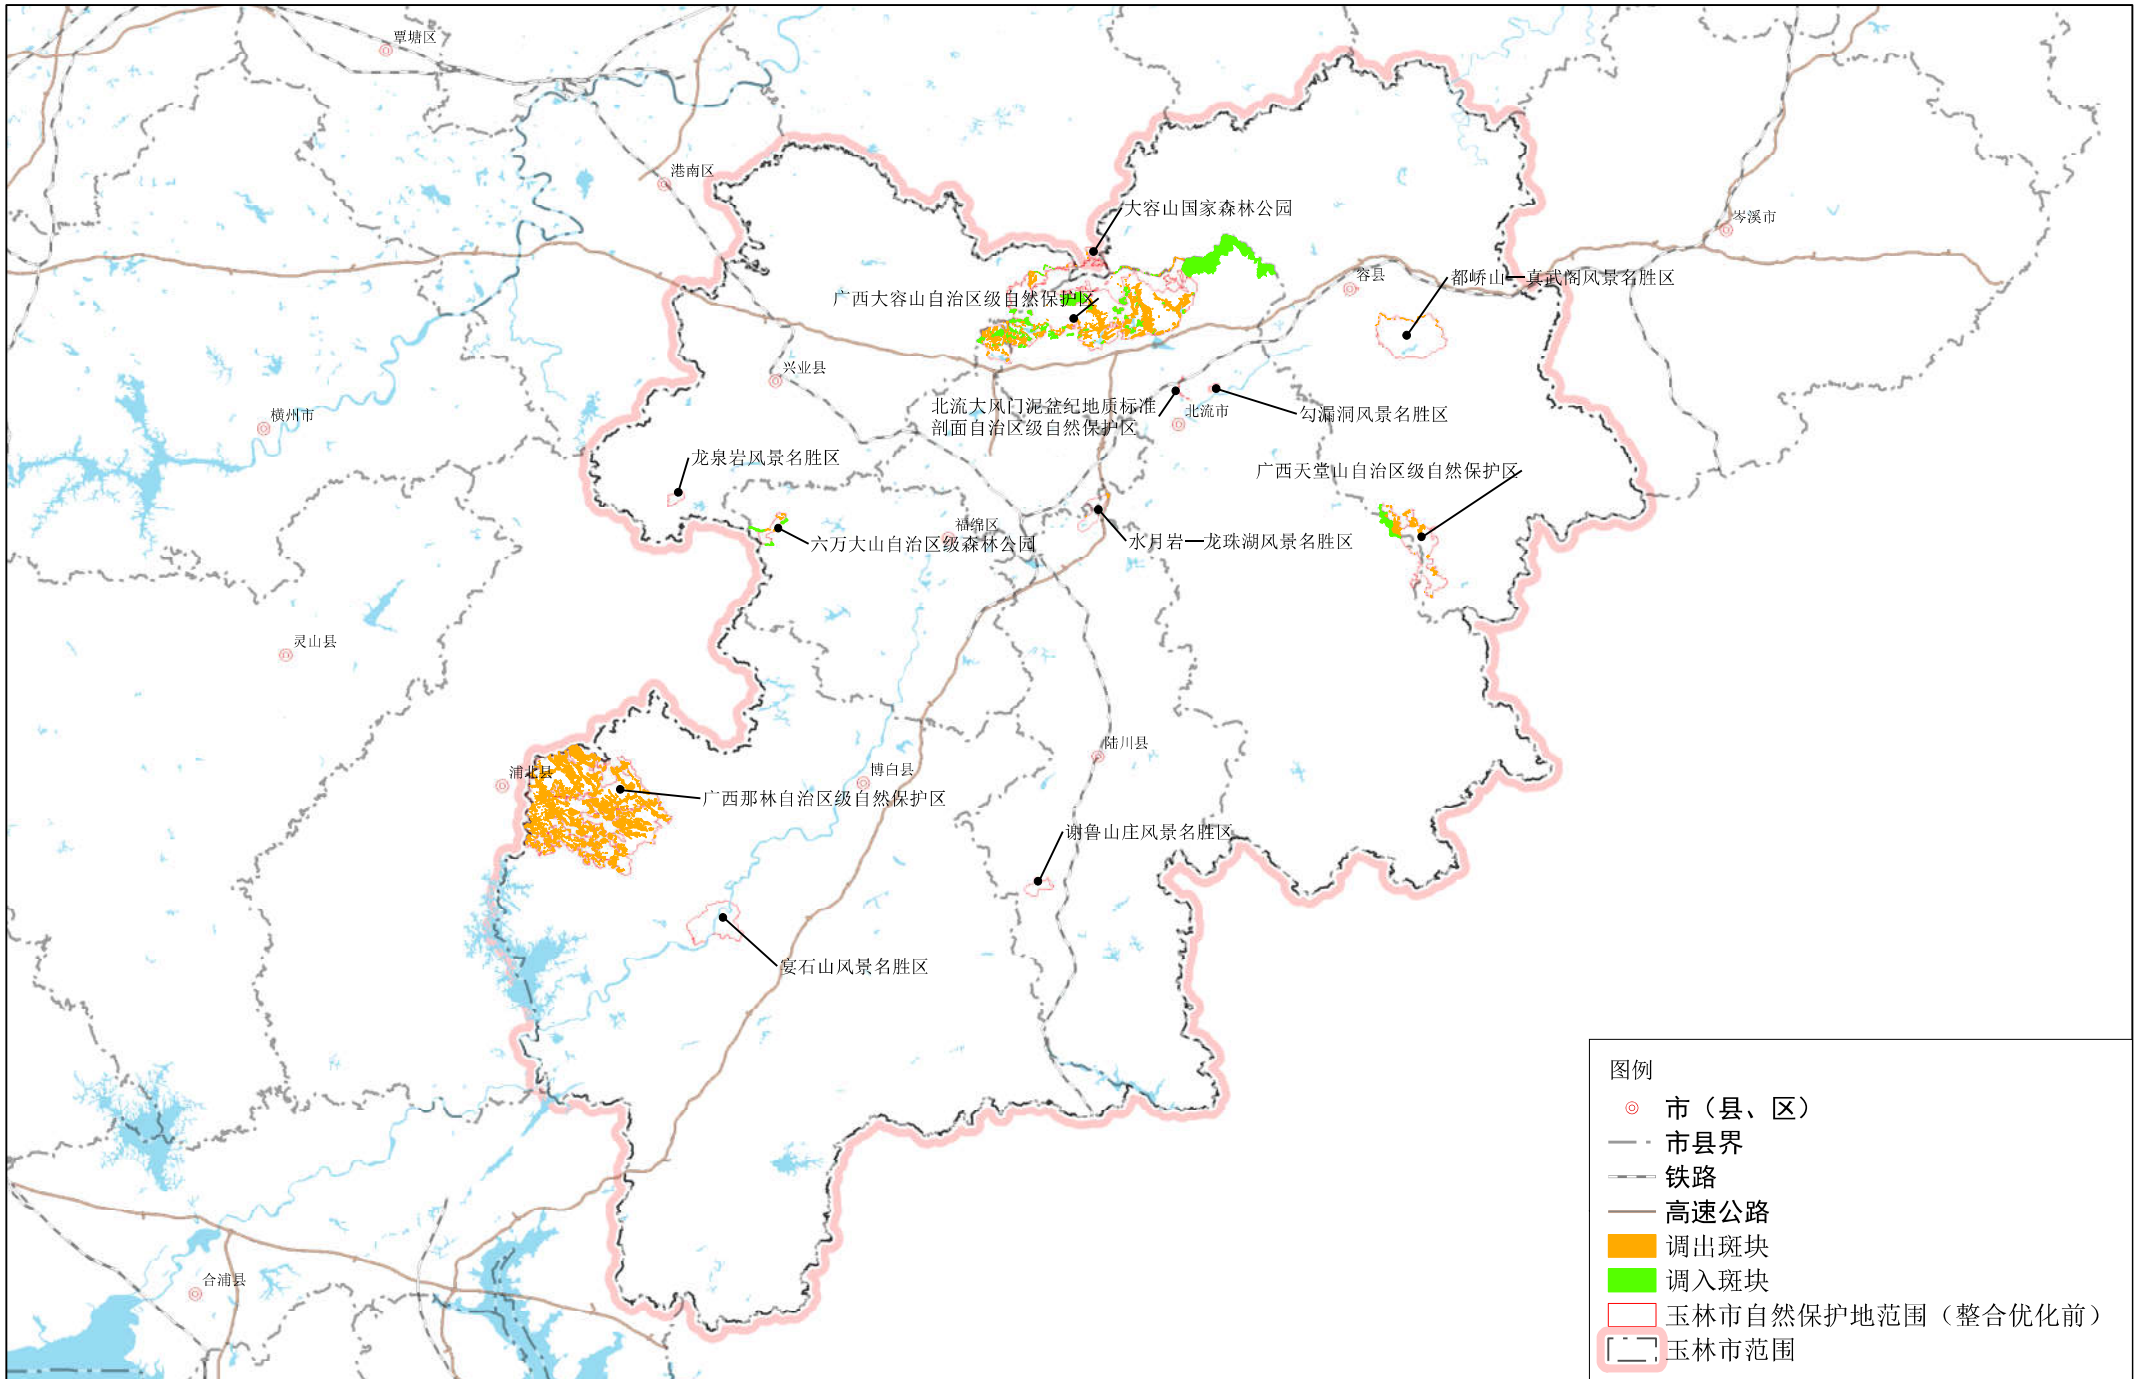 覃塘区
港南区
大容山国家森林公园
岑溪市
容县
都峤山—真武阁风景名胜区
广西大容山自治区级自然保护区
兴业县
横州市
北流大风门泥盆纪地质标准
剖面自治区级自然保护区
北流市
勾漏洞风景名胜区
龙泉岩风景名胜区
广西天堂山自治区级自然保护区
福绵区
六万大山自治区级森林公园
水月岩—龙珠湖风景名胜区
灵山县
陆川县
浦北县
博白县
广西那林自治区级自然保护区
谢鲁山庄风景名胜区
宴石山风景名胜区
合浦县
图例
市（县、区）
市县界
铁路
高速公路
调出斑块
调入斑块
玉林市自然保护地范围（整合优化前）
玉林市范围